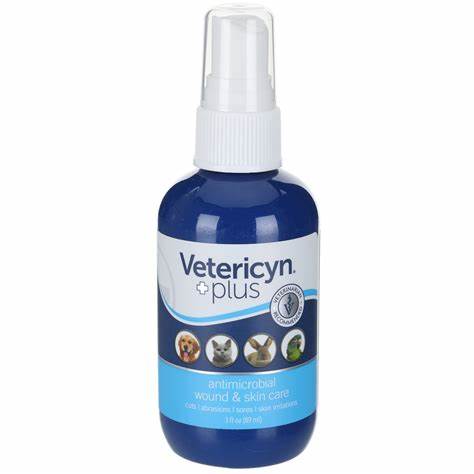 Vetericyn®
+plus
VETERINARIAN RECOMMENDED
antimicrobial
wound & skin care
cuts | abrasions | sores | skin irritations
3 fl oz (89 ml)